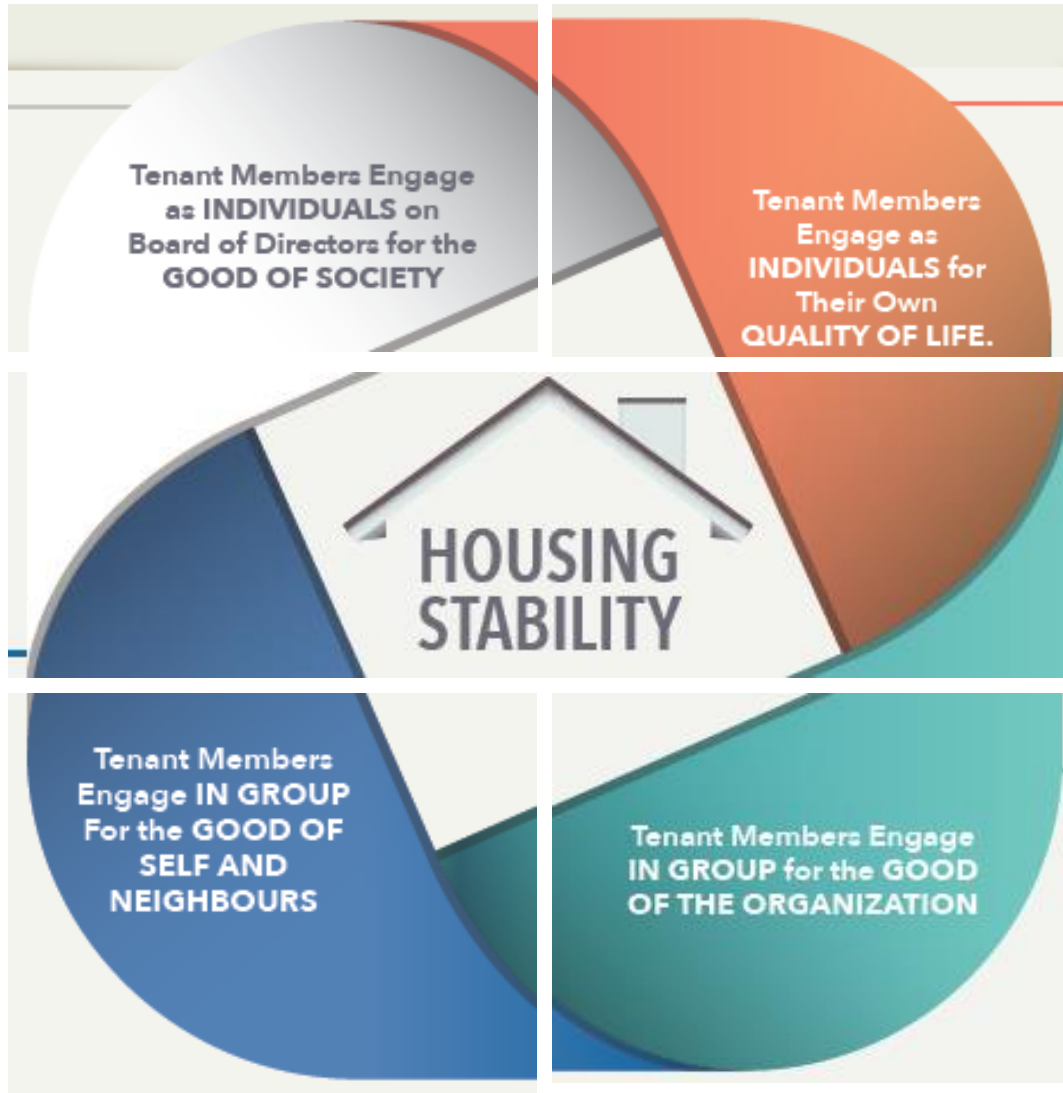 Tenant Members Engage
as INDIVIDUALS on
Board of Directors for the
GOOD OF SOCIETY
Tenant Members
Engage as
INDIVIDUALS for
Their Own
QUALITY OF LIFE.
HOUSING
STABILITY
Tenant Members
Engage IN GROUP
For the GOOD OF
SELF AND
NEIGHBOURS
Tenant Members Engage
IN GROUP for the GOOD
OF THE ORGANIZATION